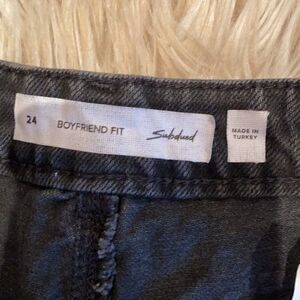 24
BOYFRIEND FIT
Subdued
MADE IN
TURKEY